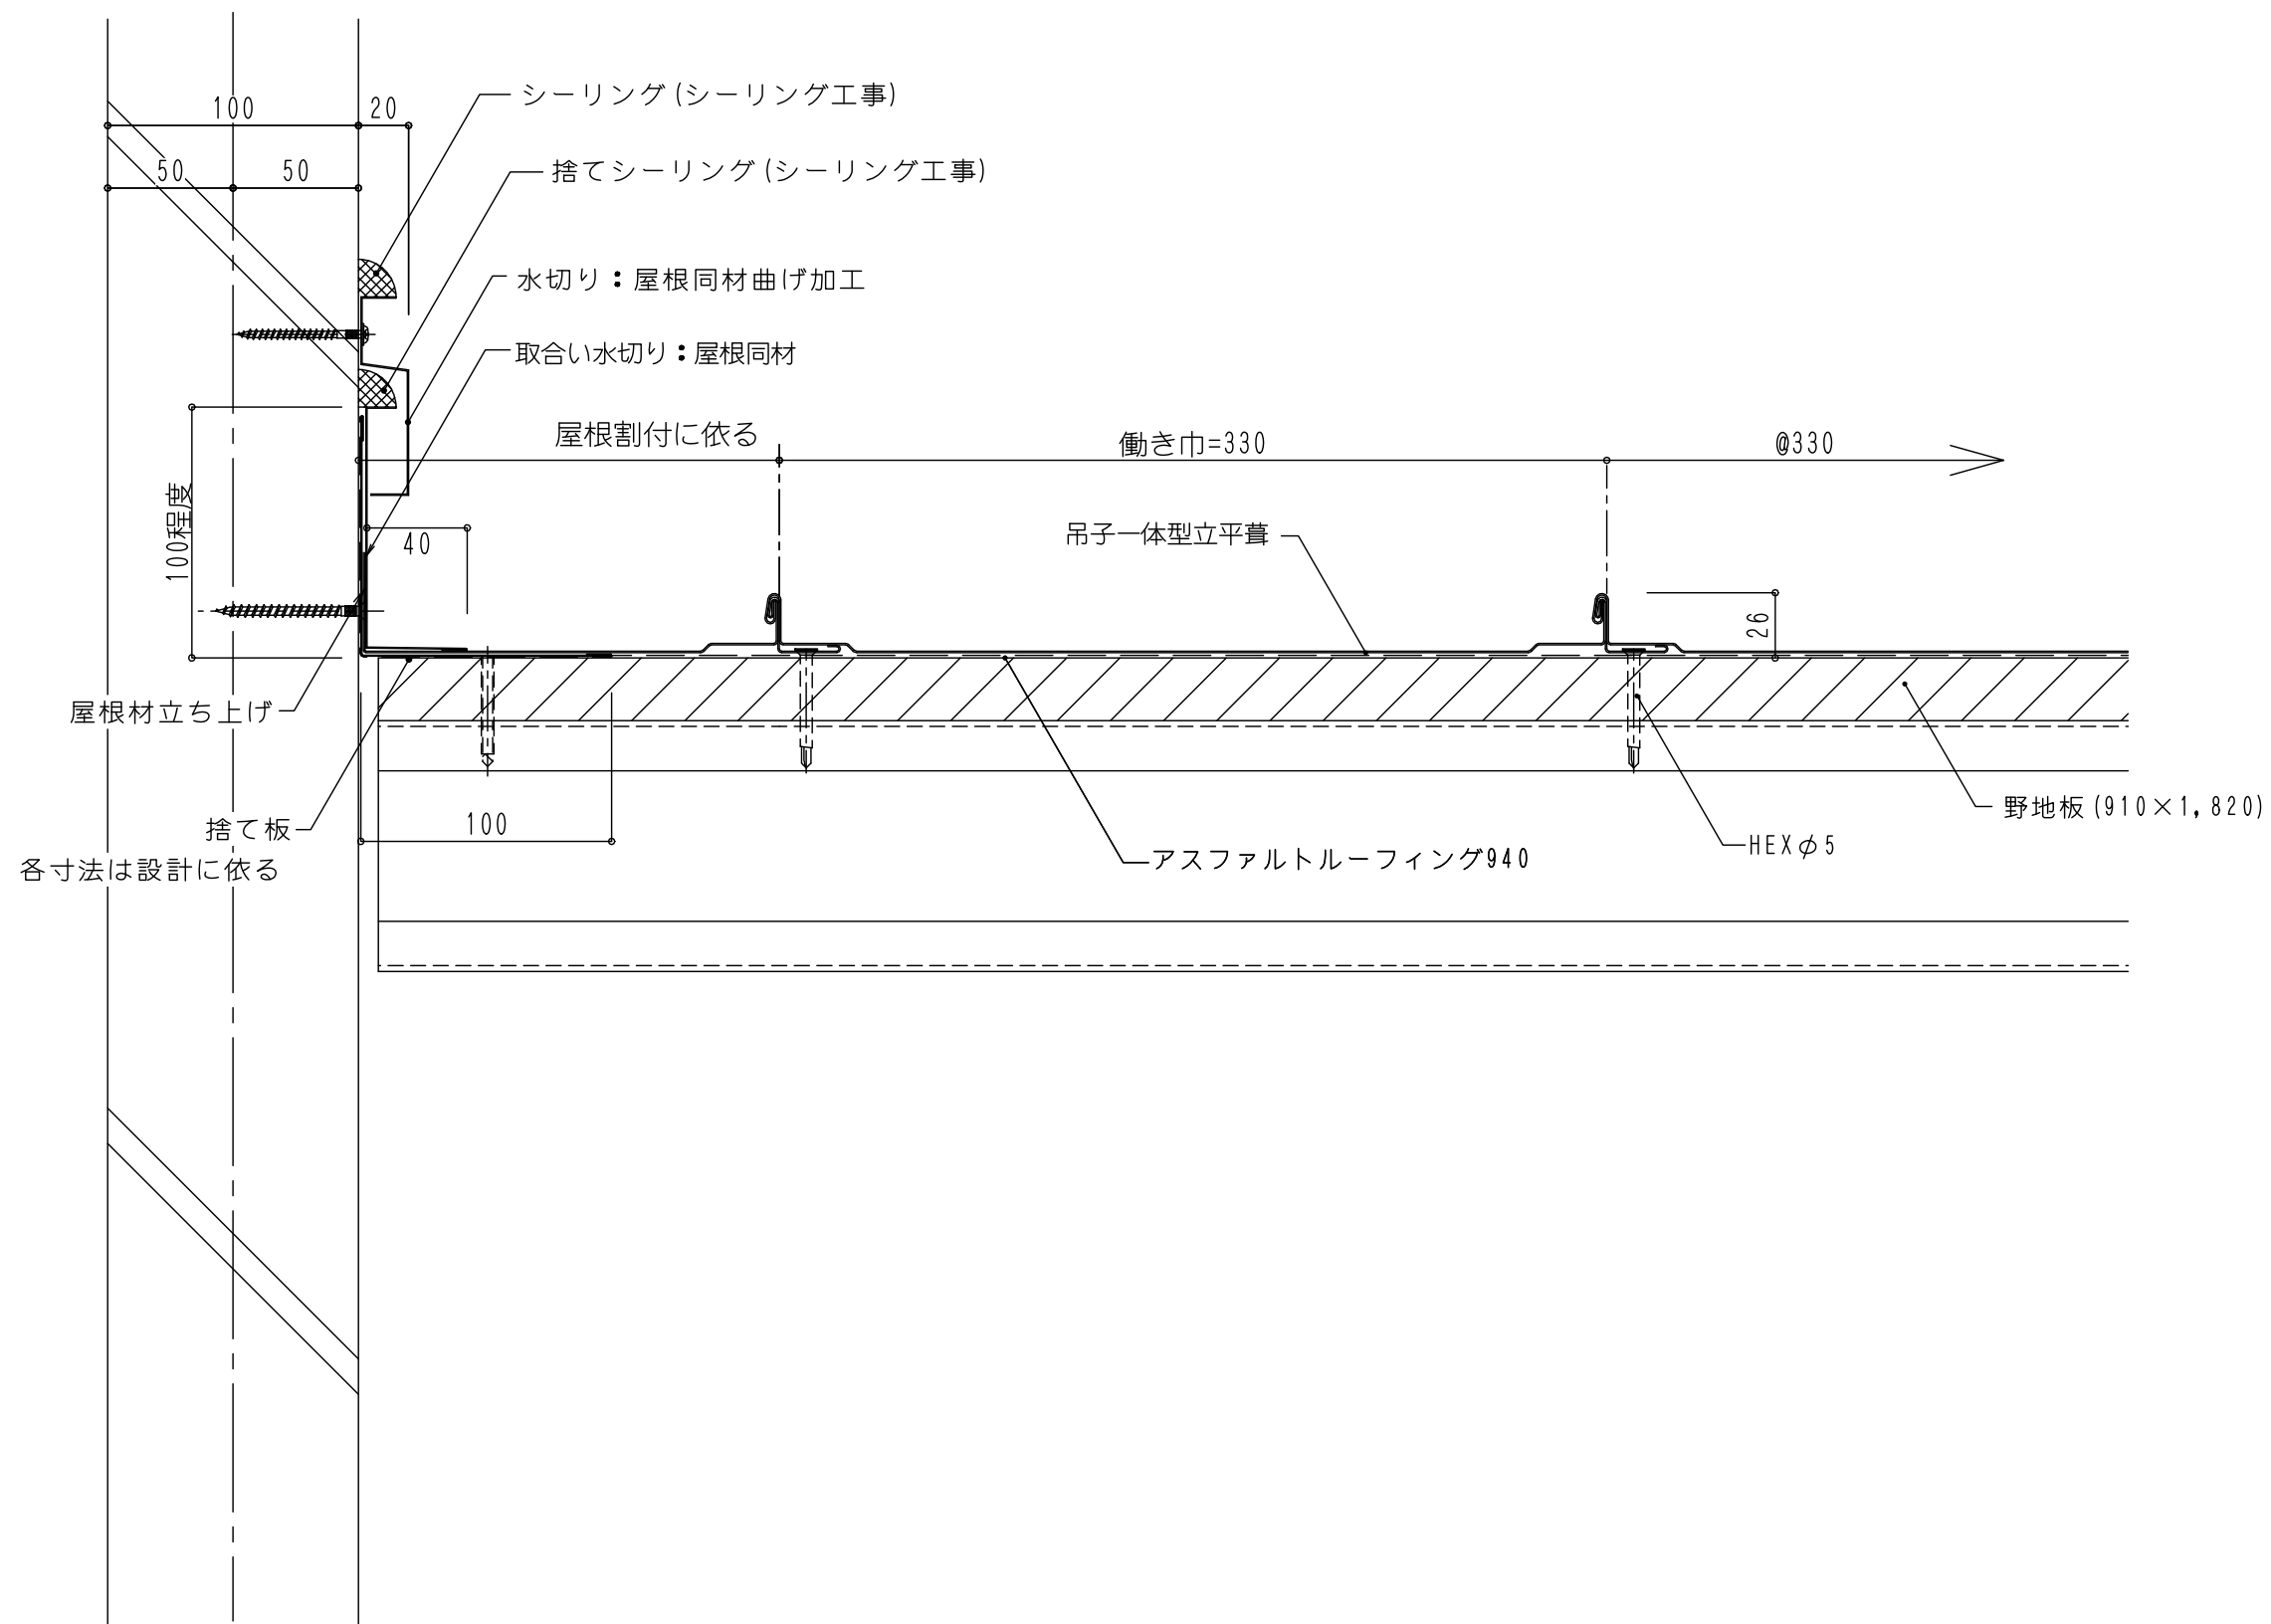 シーリング(シーリング工事)
100
20
捨てシーリング(シーリング工事)
50
50
水切り：屋根同材曲げ加工
取合い水切り：屋根同材
屋根割付に依る
働き巾=330
@330
100程度
40
吊子一体型立平葺
26
屋根材立ち上げ
野地板(910×1,820)
100
捨て板
HEXφ5
アスファルトルーフィング940
各寸法は設計に依る